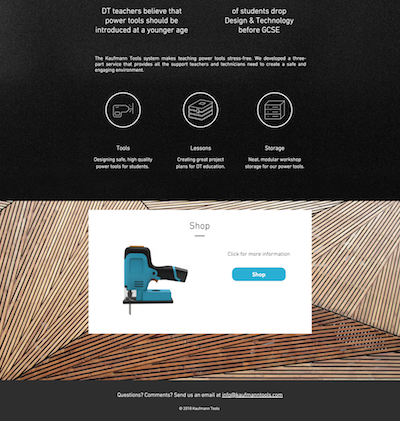 DT teachers believe that
power tools should be
introduced at a younger age
of students drop
Design & Technology
before GCSE
The Kaufmann Tools system makes teaching power tools stress-free. We developed a three-
part service that provides all the support teachers and technicians need to create a safe and
engaging environment.
Tools
Designing safe, high quality
power tools for students.
Lessons
Creating great project
plans for DT education.
Storage
Neat, modular workshop
storage for our power tools.
Shop
Click for more information
Shop
Questions? Comments? Send us an email at info@kaufmanntools.com
© 2018 Kaufmann Tools